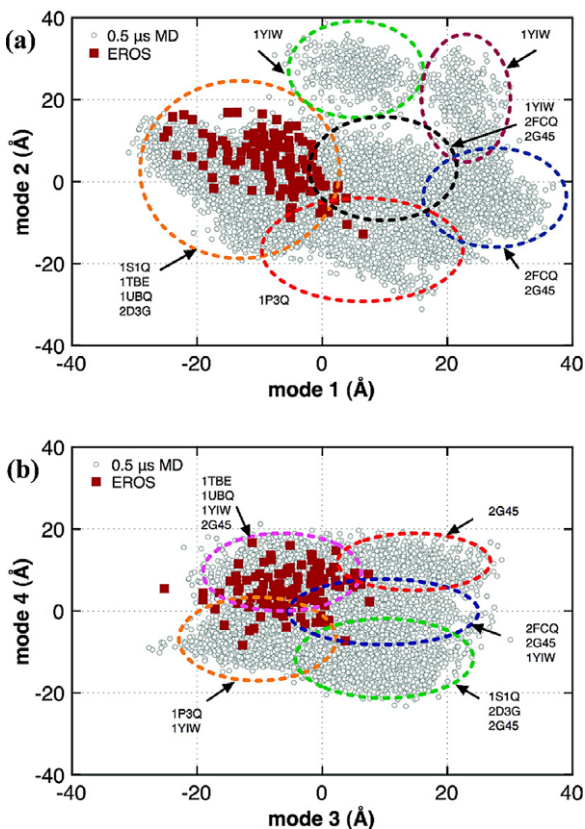 (a)
40
20
0
-20
-40
mode 2 (Å)
0.5 μs MD
EROS
1YIW
1YIW
1YIW
2FCQ
2G45
1S1Q
1TBE
1UBQ
2D3G
1P3Q
2FCQ
2G45
-40 -20 0 20 40
mode 1 (Å)
(b)
40
20
0
-20
-40
mode 4 (Å)
0.5 μs MD
EROS
1TBE
1UBQ
1YIW
2G45
2G45
2FCQ
2G45
1YIW
1P3Q
1YIW
1S1Q
2D3G
2G45
-40 -20 0 20 40
mode 3 (Å)